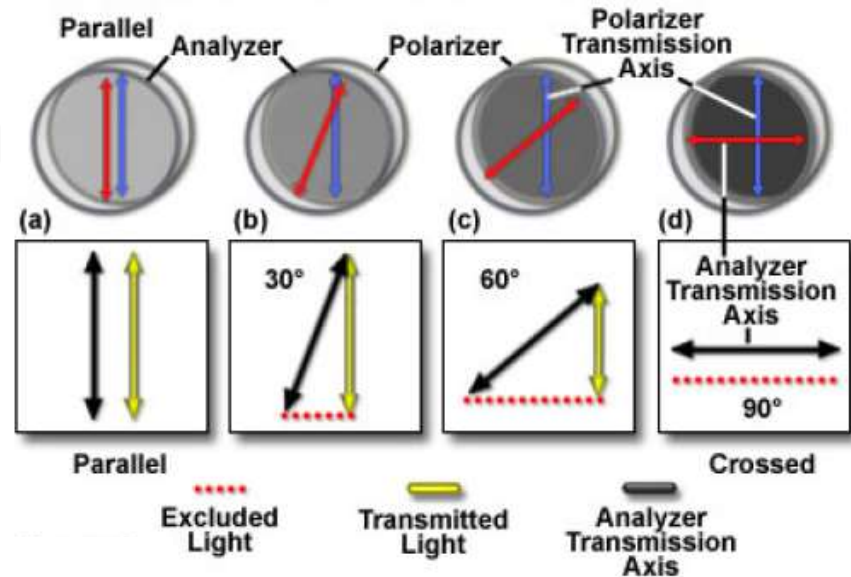 Parallel
Analyzer
Polarizer
Polarizer
Transmission
Axis
(a)
(b)
(c)
(d)
30°
60°
Analyzer
Transmission
Axis
90°
Parallel
Crossed
Excluded
Light
Transmitted
Light
Analyzer
Transmission
Axis